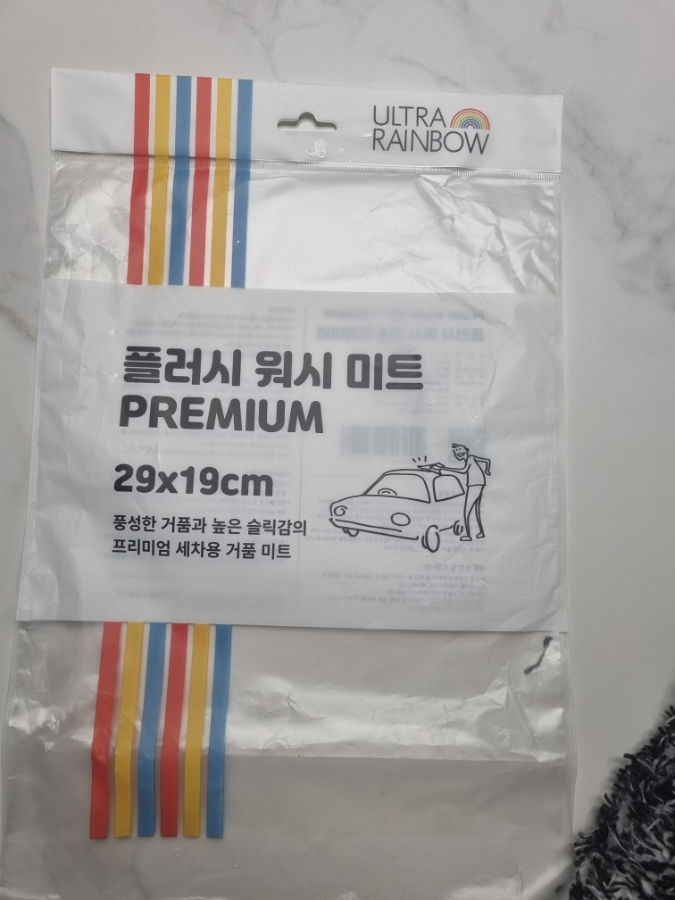 ULTRA
RAINBOW
플러시 워시 미트
PREMIUM
29x19cm
풍성한 거품과 높은 슬릭감의
프리미엄 세차용 거품 미트